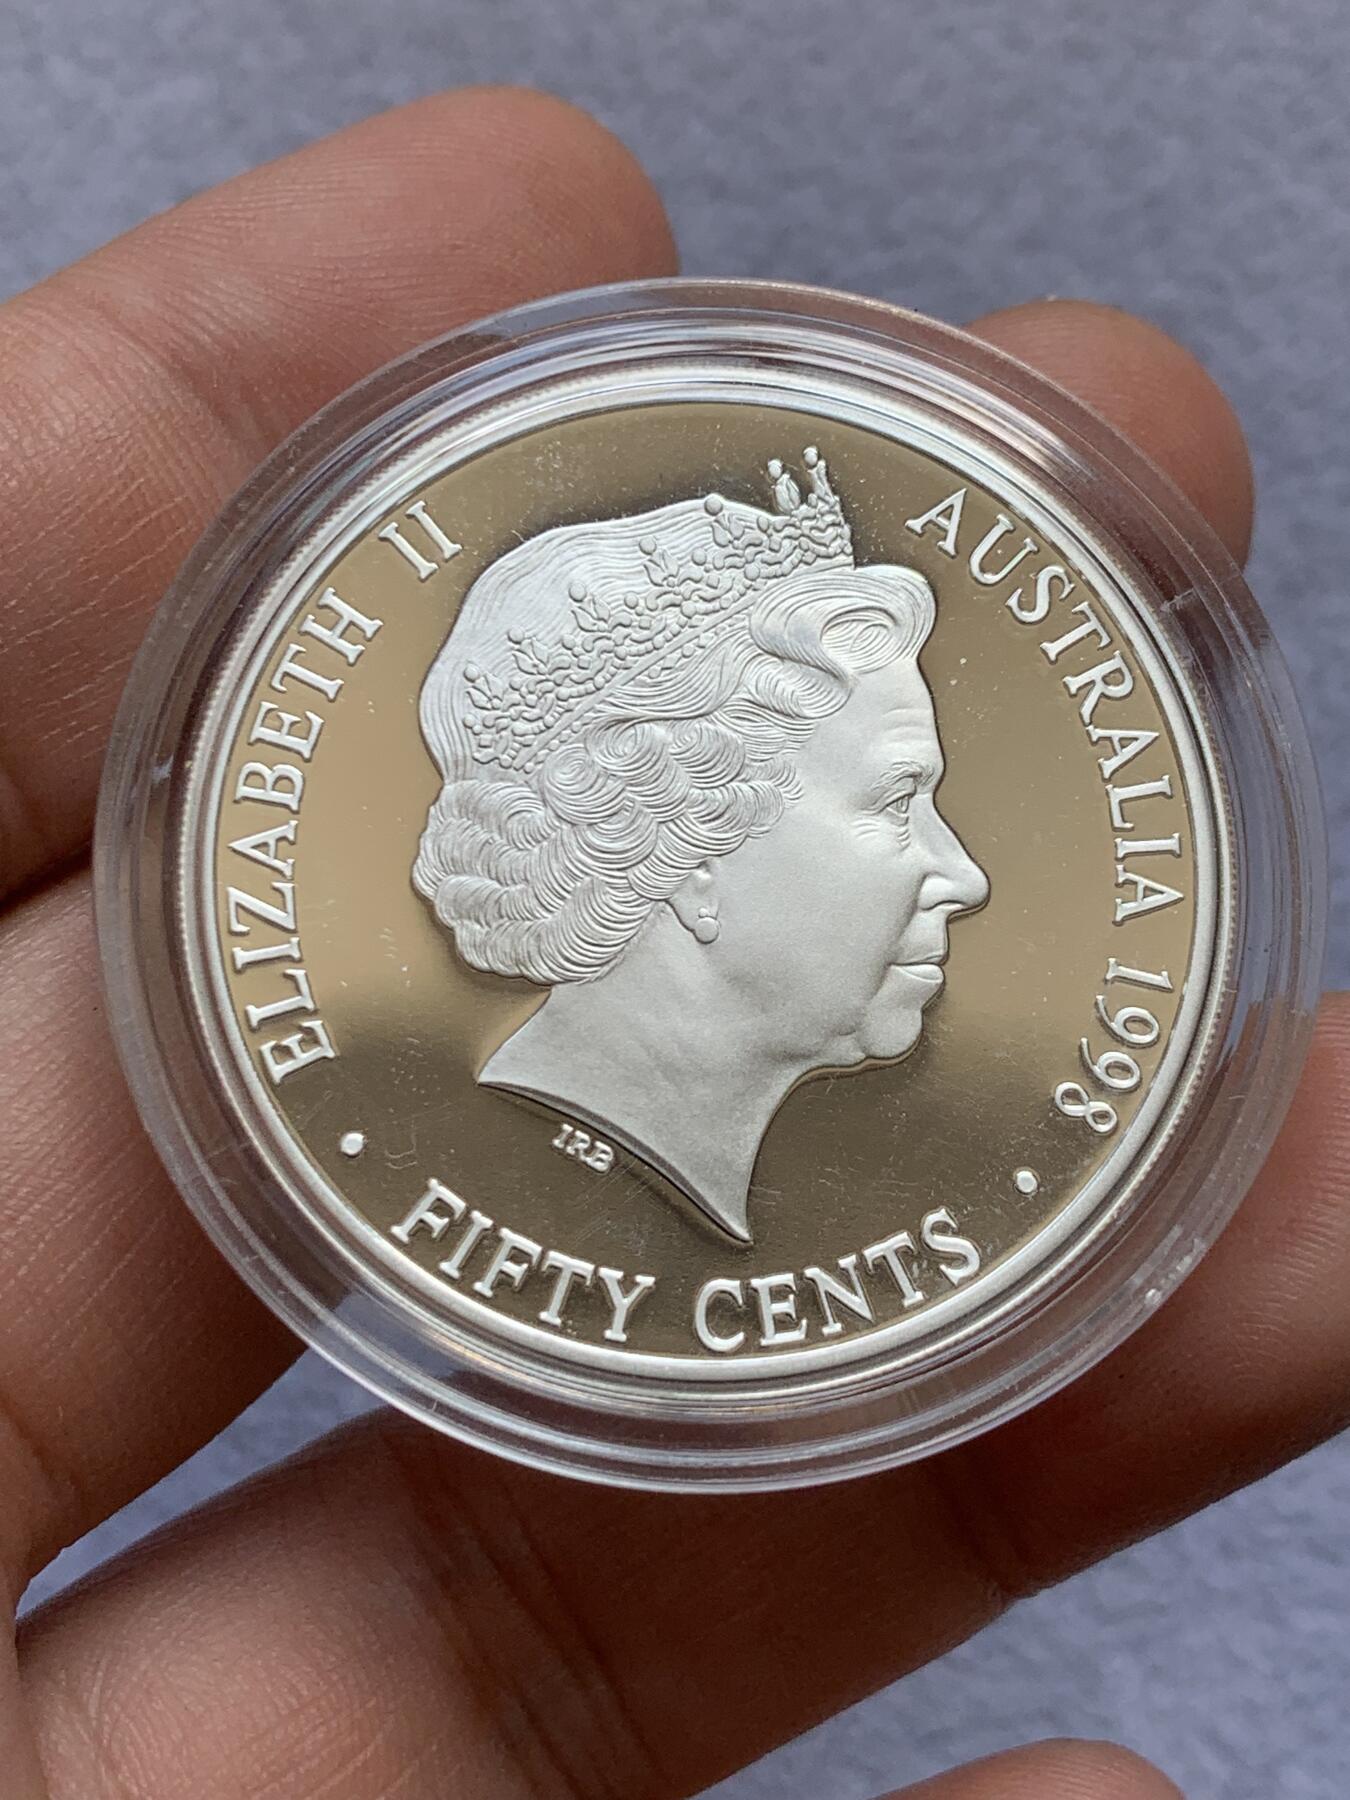 ELIZABETH II
AUSTRALIA 1998
IRB
FIFTY CENTS